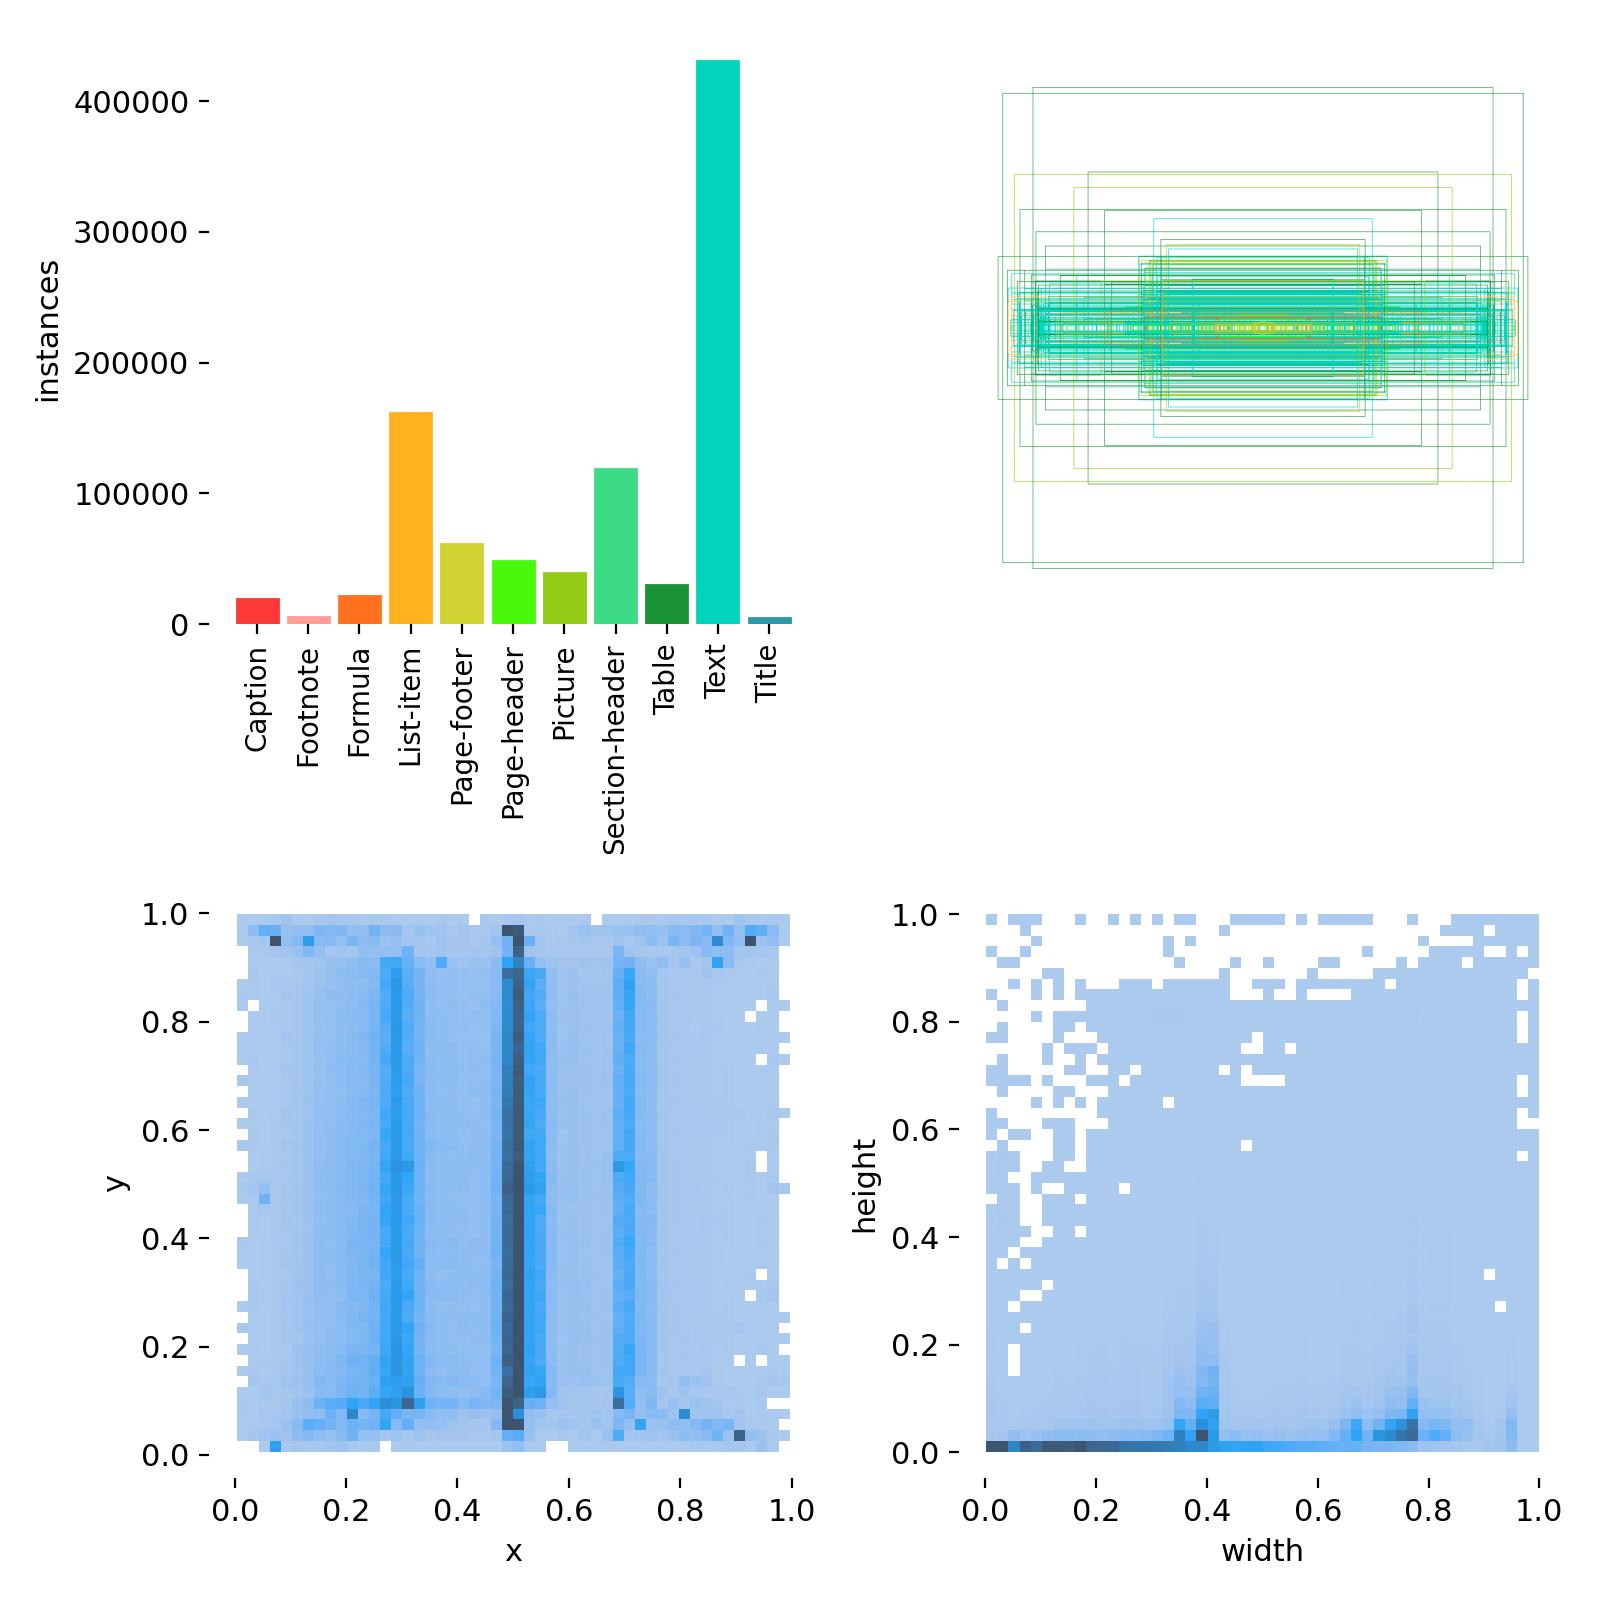 instances
400000
300000
200000
100000
0
Caption
Footnote
Formula
List-item
Page-footer
Page-header
Picture
Section-header
Table
Text
Title
y
1.0
0.8
0.6
0.4
0.2
0.0
0.0 0.2 0.4 0.6 0.8 1.0
x
height
1.0
0.8
0.6
0.4
0.2
0.0
0.0 0.2 0.4 0.6 0.8 1.0
width